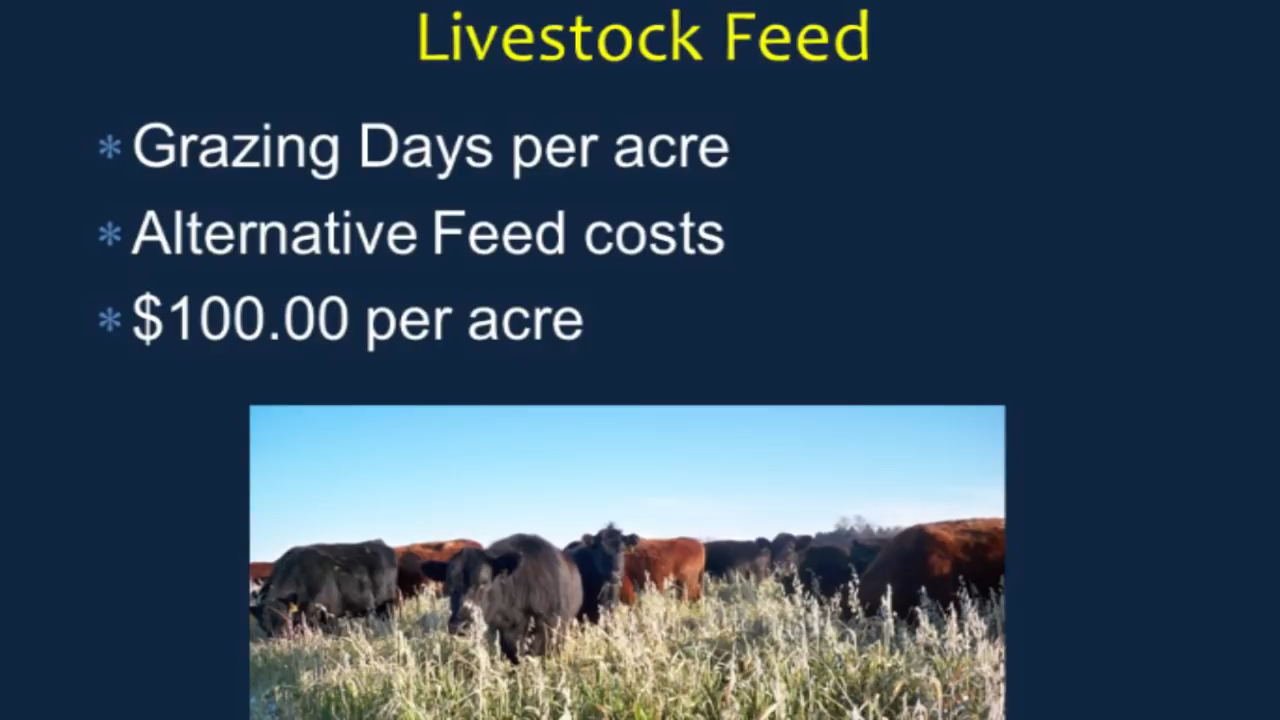 Livestock Feed
* Grazing Days per acre
* Alternative Feed costs
* $100.00 per acre